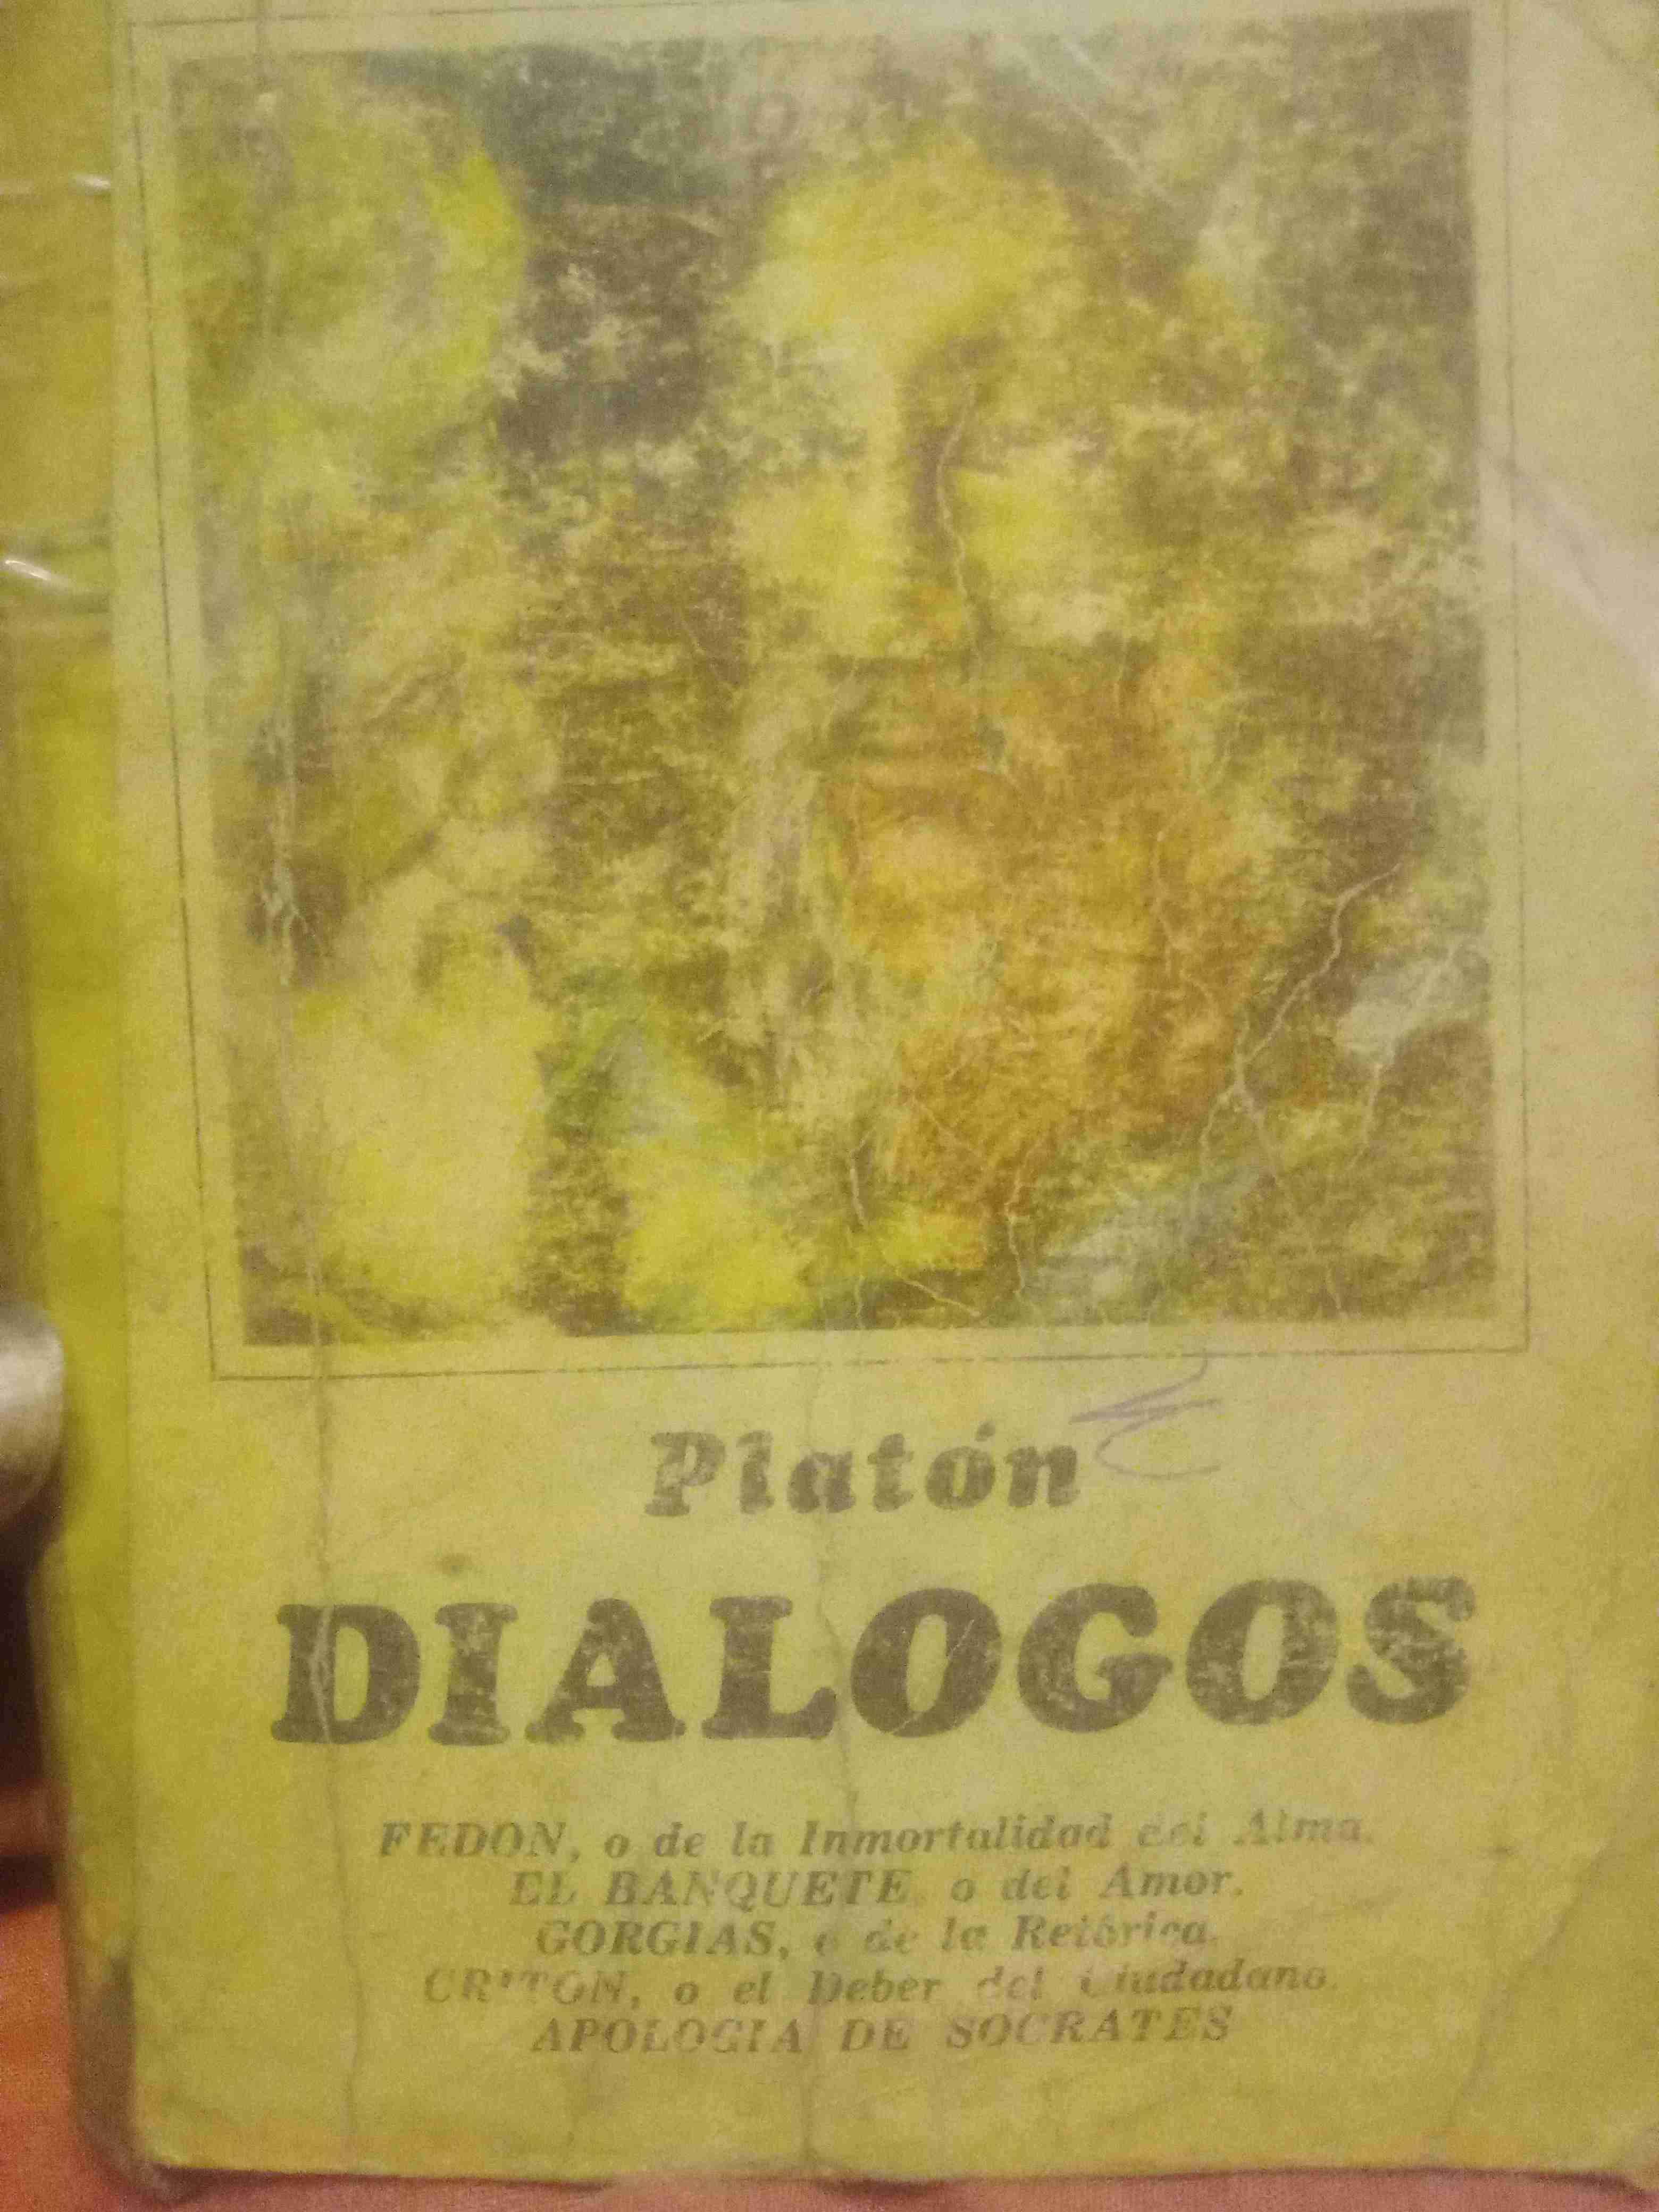 Platón
DIALOGOS
FEDON, o de la Inmortalidad del Alma.
EL BANQUETE, o del Amor.
GORGIAS, o de la Retórica.
CRITON, o el Deber del Ciudadano.
APOLOGIA DE SOCRATES